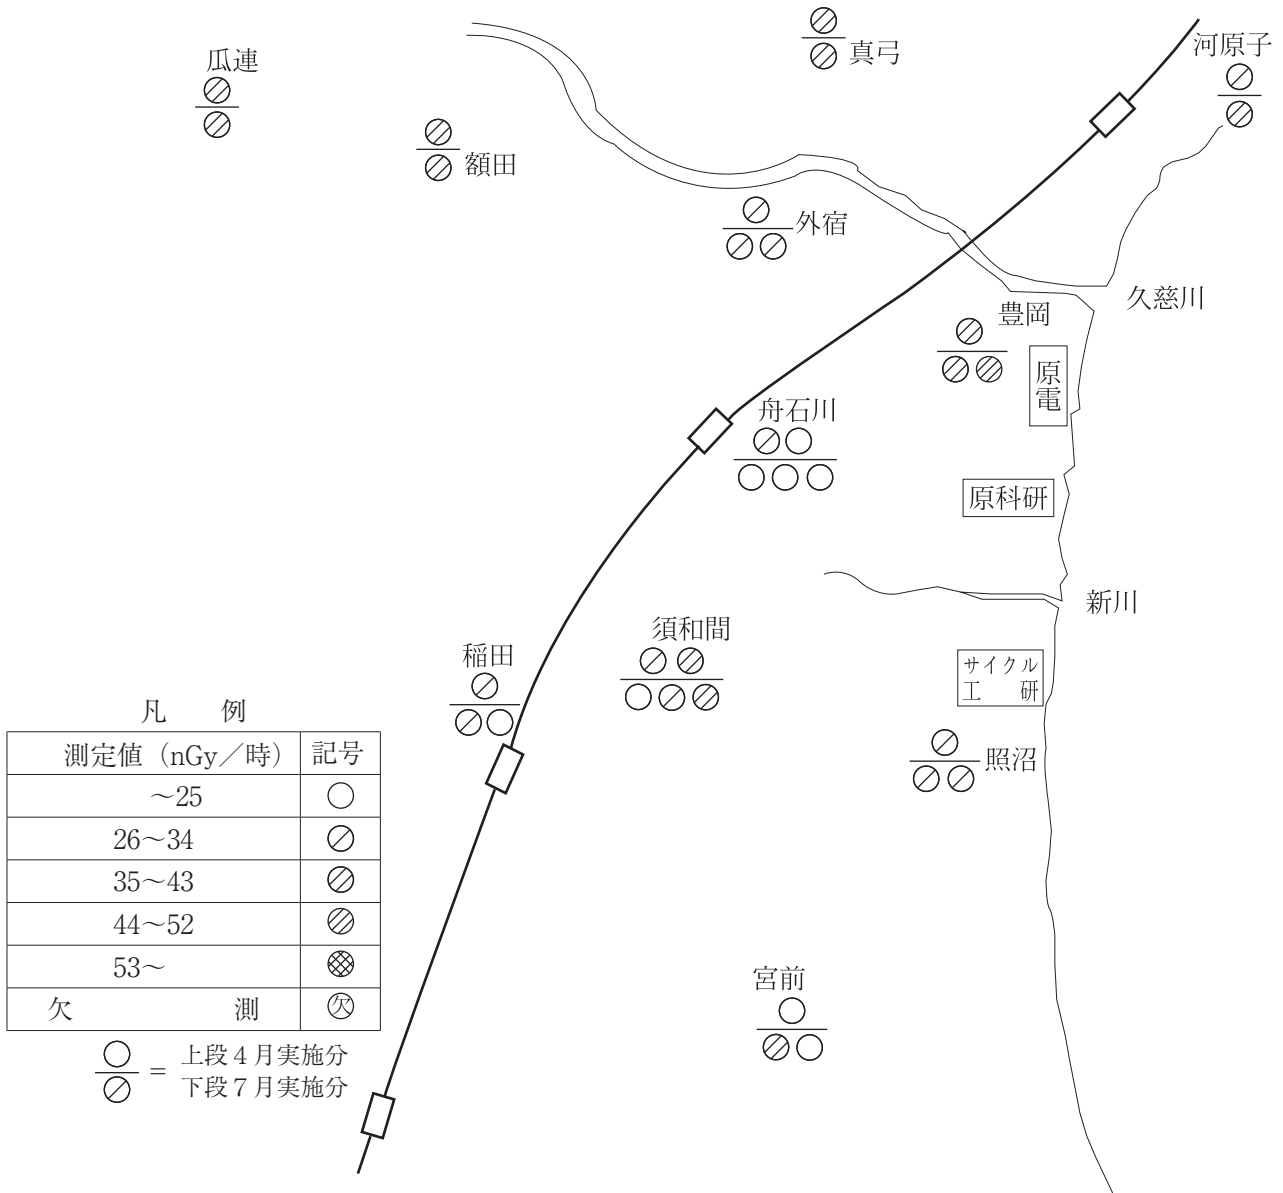 瓜連
真弓
河原子
額田
外宿
久慈川
豊岡
原電
舟石川
原科研
新川
須和間
稲田
サイクル
工 研
照沼
宮前
凡 例
測定値（nGy／時） 記号
～25
26～34
35～43
44～52
53～
欠 測 欠
= 上段4月実施分
下段7月実施分